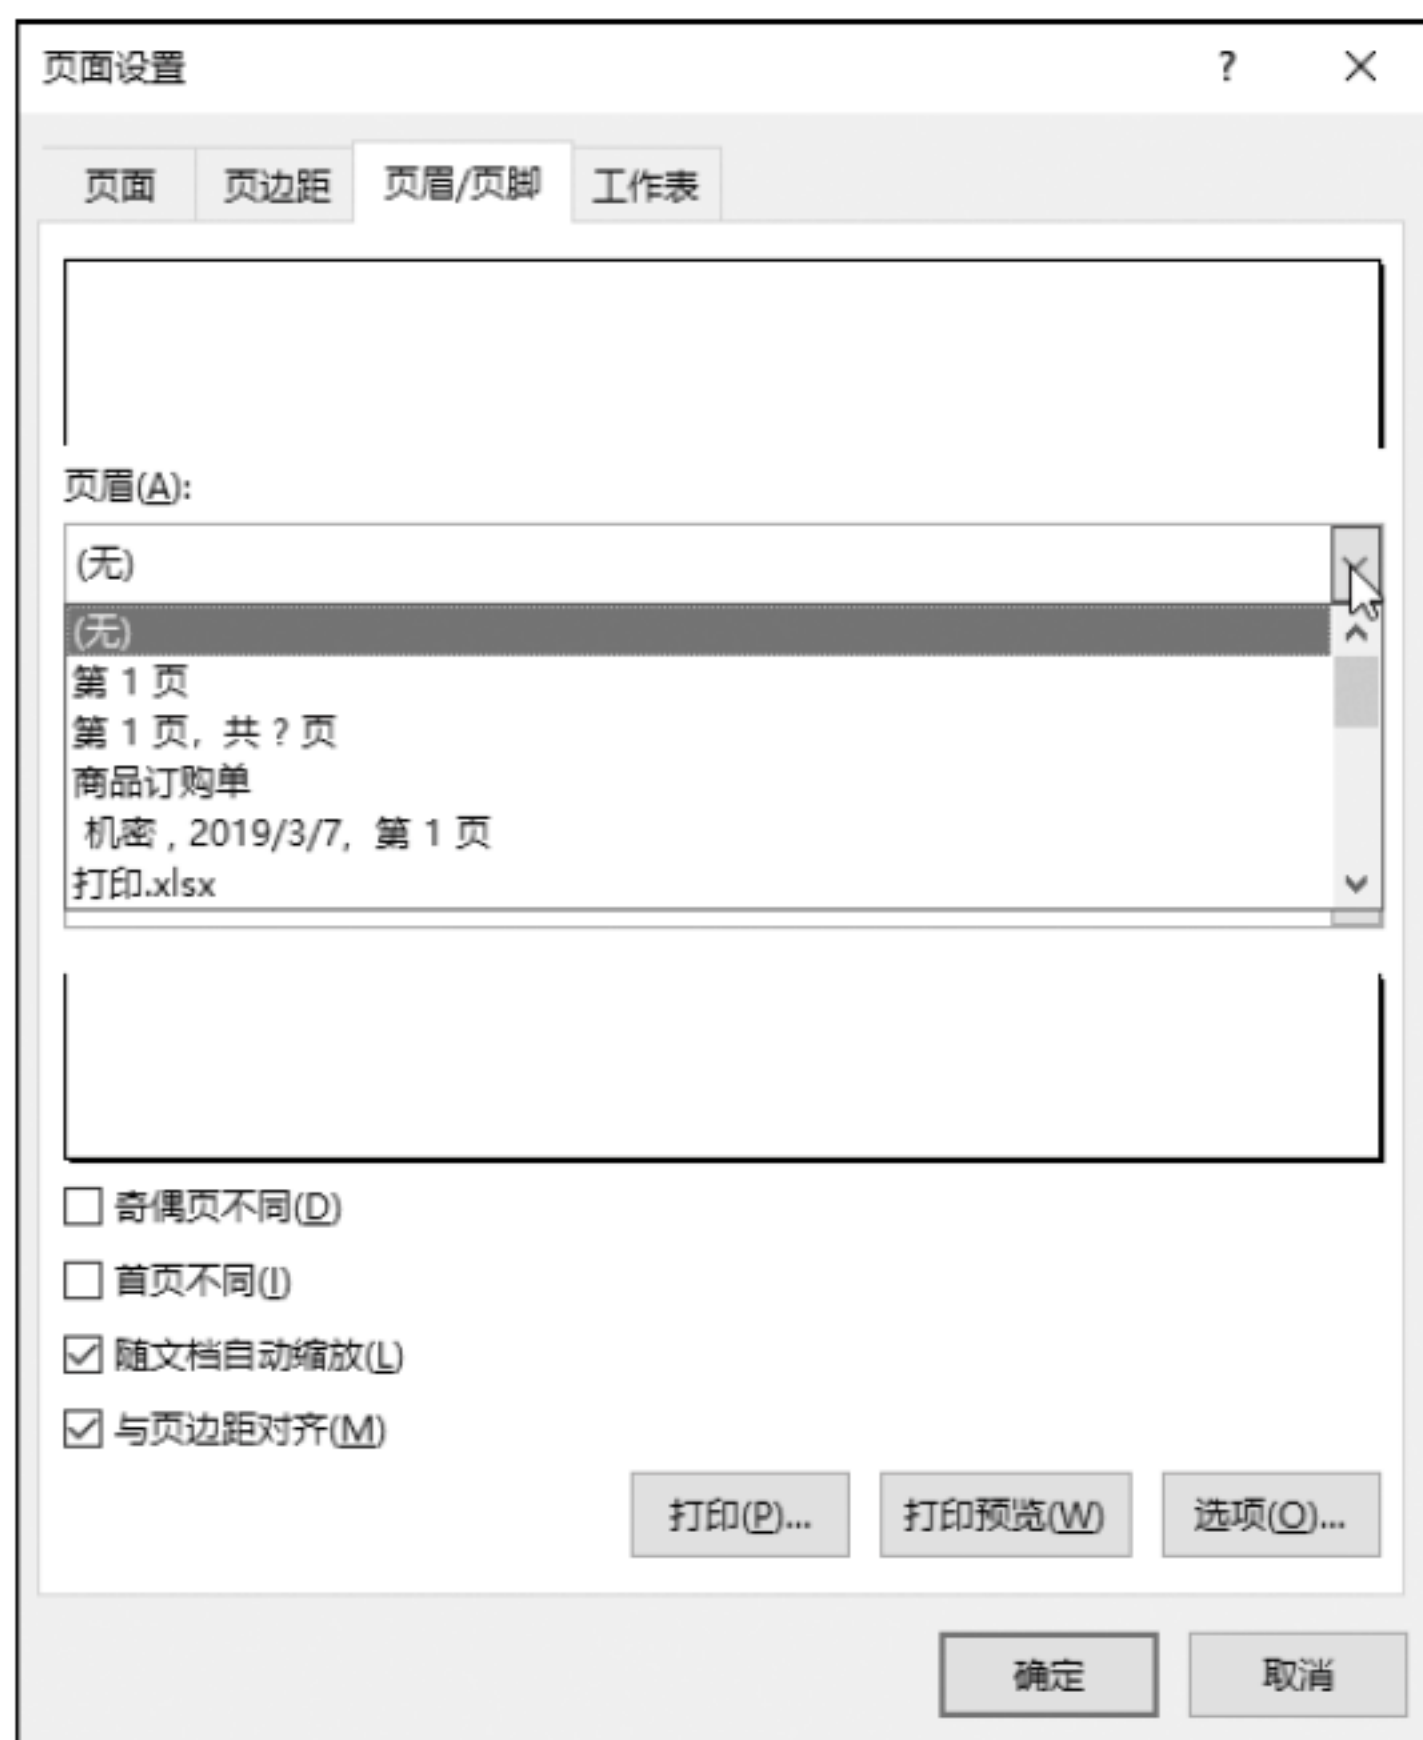 页面设置 ?
页面 页边距 页眉/页脚 工作表
页眉(A):
(无)
(无)
第 1 页
第 1 页, 共 ? 页
商品订购单
机密 , 2019/3/7, 第 1 页
打印.xlsx
奇偶页不同(D)
首页不同(I)
随文档自动缩放(L)
与页边距对齐(M)
打印(P)... 打印预览(W) 选项(O)...
确定 取消